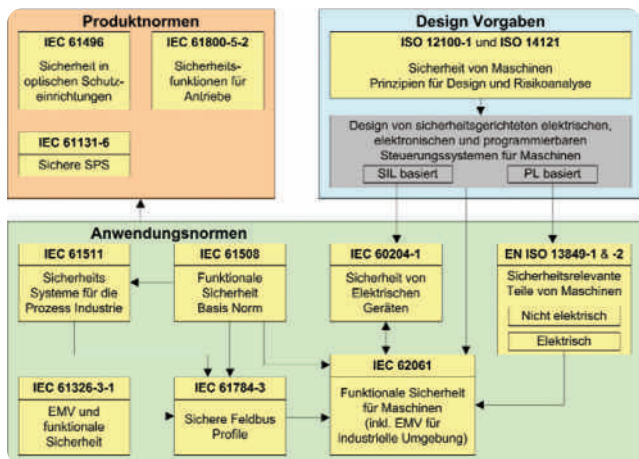 Produktnormen
IEC 61496
Sicherheit in
optischen Schutz-
einrichtungen
IEC 61800-5-2
Sicherheits-
funktionen für
Antriebe
IEC 61131-6
Sichere SPS
Design Vorgaben
ISO 12100-1 und ISO 14121
Sicherheit von Maschinen
Prinzipien für Design und Risikoanalyse
Design von sicherheitsgerichteten elektrischen,
elektronischen und programmierbaren
Steuerungssystemen für Maschinen
SIL basiert
PL basiert
Anwendungsnormen
IEC 61511
Sicherheits
Systeme für die
Prozess Industrie
IEC 61508
Funktionale
Sicherheit
Basis Norm
IEC 60204-1
Sicherheit von
Elektrischen
Geräten
EN ISO 13849-1 & -2
Sicherheitsrelevante
Teile von Maschinen
Nicht elektrisch
Elektrisch
IEC 61326-3-1
EMV und
funktionale
Sicherheit
IEC 61784-3
Sichere Feldbus
Profile
IEC 62061
Funktionale Sicherheit
für Maschinen
(inkl. EMV für
industrielle Umgebung)